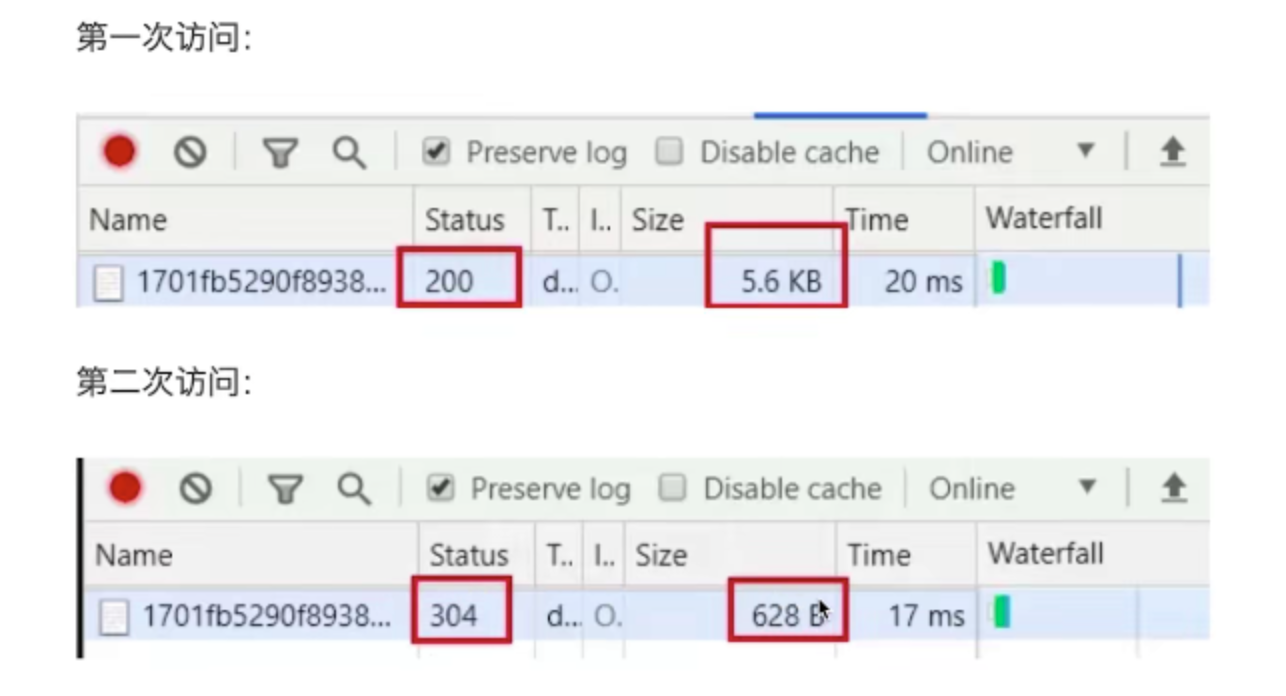 第一次访问：
Preserve log Disable cache Online
Name Status T.. I.. Size Time Waterfall
1701fb5290f8938... 200 d... O. 5.6 KB 20 ms
第二次访问：
Preserve log Disable cache Online
Name Status T.. I.. Size Time Waterfall
1701fb5290f8938... 304 d... O. 628 B 17 ms